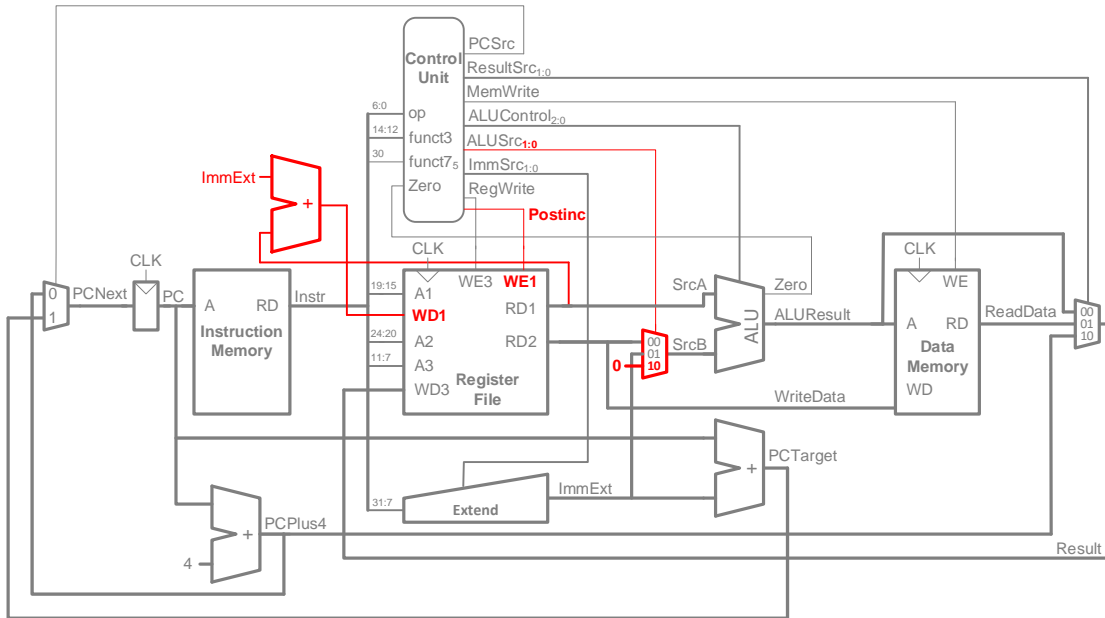 PCSrc
Control
Unit
ResultSrc1:0
MemWrite
6:0
op
ALUControl2:0
14:12
funct3
ALUSrc1:0
30
funct75
ImmSrc1:0
ImmExt
Zero
RegWrite
+
Postinc
CLK
CLK
CLK
0
PCNext
PC
1
A
RD
Instr
Instruction
Memory
19:15
A1
WE3
WE1
WD1
RD1
24:20
A2
RD2
11:7
A3
WD3
Register
File
SrcA
Zero
00
01
10
0
SrcB
ALU
ALUResult
WE
A
RD
ReadData
Data
Memory
WD
00
01
10
WriteData
PCTarget
+
ImmExt
31:7
Extend
PCPlus4
+
4
Result